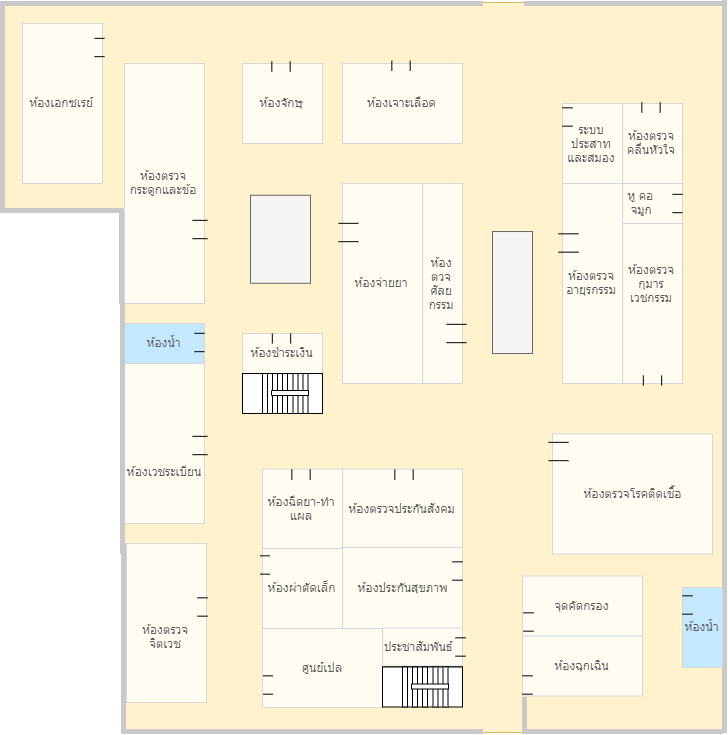 ห้องเอกซเรย์
ห้องจักษุ
ห้องเจาะเลือด
ระบบ
ประสาท
และสมอง
ห้องตรวจ
คลื่นหัวใจ
ห้องตรวจ
กระดูกและข้อ
หู คอ
จมูก
ห้องจ่ายยา
ห้อง
ตวจ
ศัลย
กรรม
ห้องตรวจ
อายุรกรรม
ห้องตรวจ
กุมาร
เวชกรรม
ห้องน้ำ
ห้องชำระเงิน
ห้องเวชระเบียน
ห้องฉีดยา-ทำ
แผล
ห้องตรวจประกันสังคม
ห้องตรวจโรคติดเชื้อ
ห้องผ่าตัดเล็ก
ห้องประกันสุขภาพ
จุดคัดกรอง
ห้องน้ำ
ห้องตรวจ
จิตเวช
ศูนย์เปล
ประชาสัมพันธ์
ห้องฉุกเฉิน